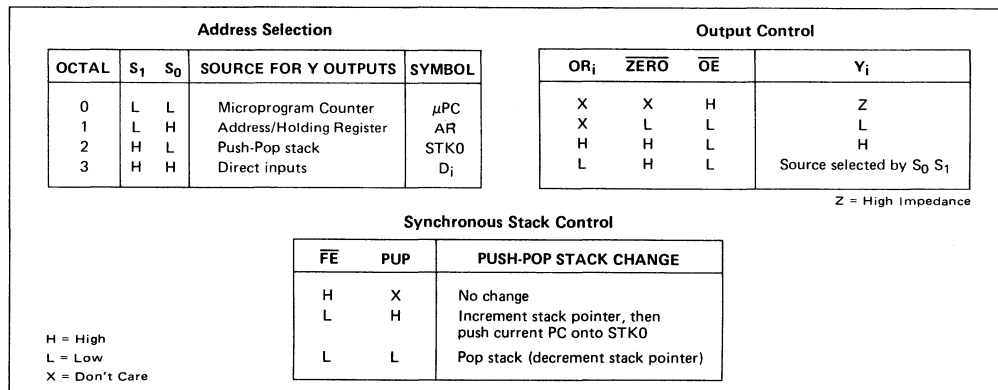 Address Selection
OCTAL S₁ S₀ SOURCE FOR Y OUTPUTS SYMBOL
0 L L Microprogram Counter μPC
1 L H Address/Holding Register AR
2 H L Push-Pop stack STK0
3 H H Direct inputs Dᵢ
Output Control
ORᵢ Z̅E̅R̅O̅ O̅E̅ Yᵢ
X X H Z
X L L L
H H L H
L H L Source selected by S₀ S₁
Z = High Impedance
Synchronous Stack Control
F̅E̅ PUP PUSH-POP STACK CHANGE
H X No change
L H Increment stack pointer, then
push current PC onto STK0
L L Pop stack (decrement stack pointer)
H = High
L = Low
X = Don't Care